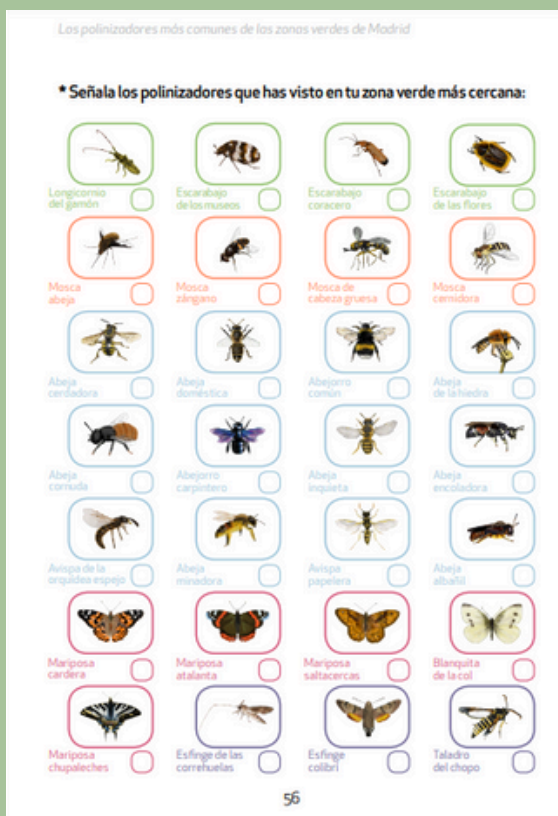 Los polinizadores más comunes de las zonas verdes de Madrid
* Señala los polinizadores que has visto en tu zona verde más cercana:
Longicornio
del gamón
Escarabajo
de los museos
Escarabajo
coracero
Escarabajo
de las flores
Mosca
abeja
Mosca
zángano
Mosca de
cabeza gruesa
Mosca
cernidora
Abeja
cerdadora
Abeja
doméstica
Abejorro
común
Abeja
de la hiedra
Abeja
cornuda
Abejorro
carpintero
Abeja
inquieta
Abeja
encoladora
Avispa de la
orquídea espejo
Abeja
minadora
Avispa
papelera
Abeja
albañil
Mariposa
cardera
Mariposa
atalanta
Mariposa
saltacercas
Blanquita
de la col
Mariposa
chupaleches
Esfinge de las
correhuelas
Esfinge
colibrí
Taladro
del chopo
56